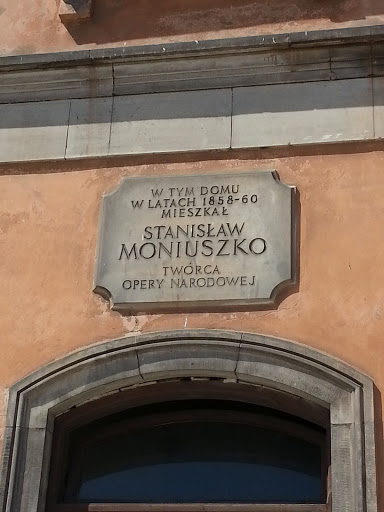 W TYM DOMU
W LATACH 1858-60
MIESZKAŁ
STANISŁAW
MONIUSZKO
TWÓRCA
OPERY NARODOWEJ